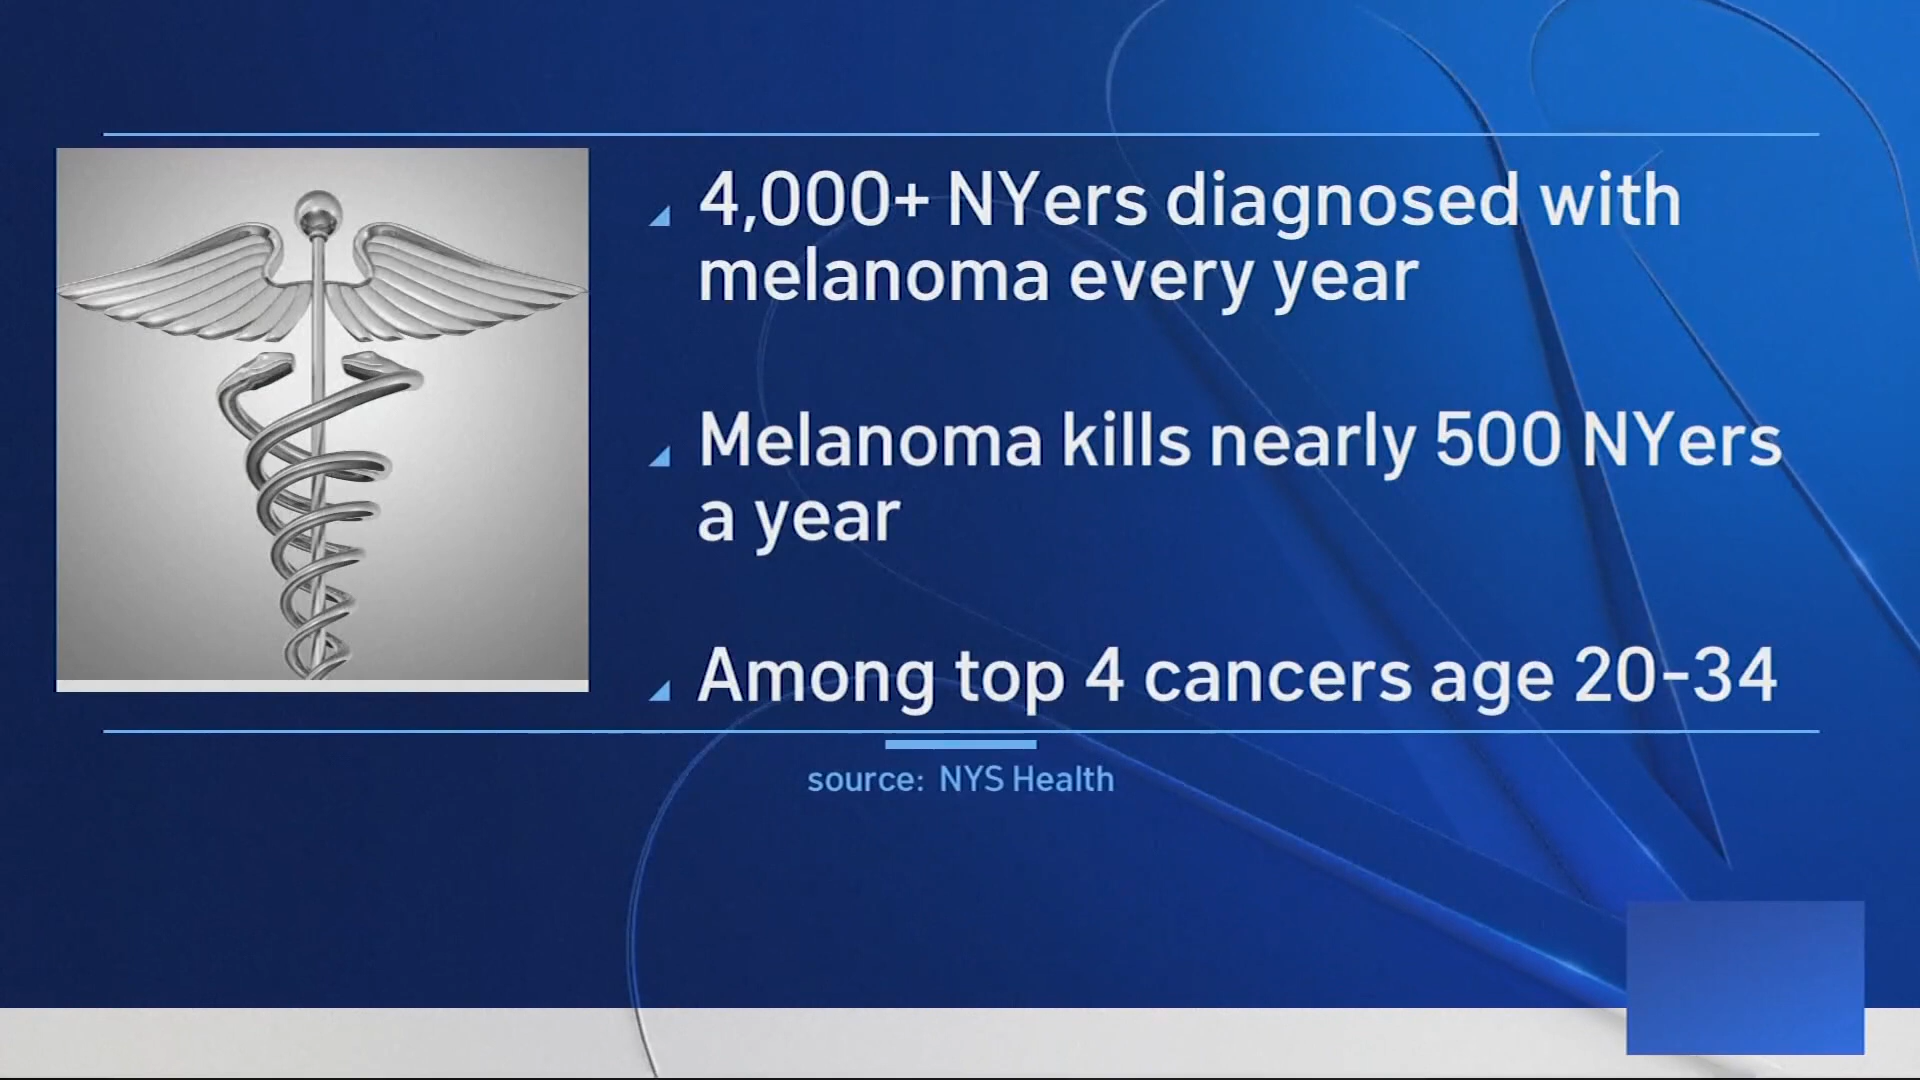 4,000+ NYers diagnosed with
melanoma every year
Melanoma kills nearly 500 NYers
a year
Among top 4 cancers age 20-34
source: NYS Health